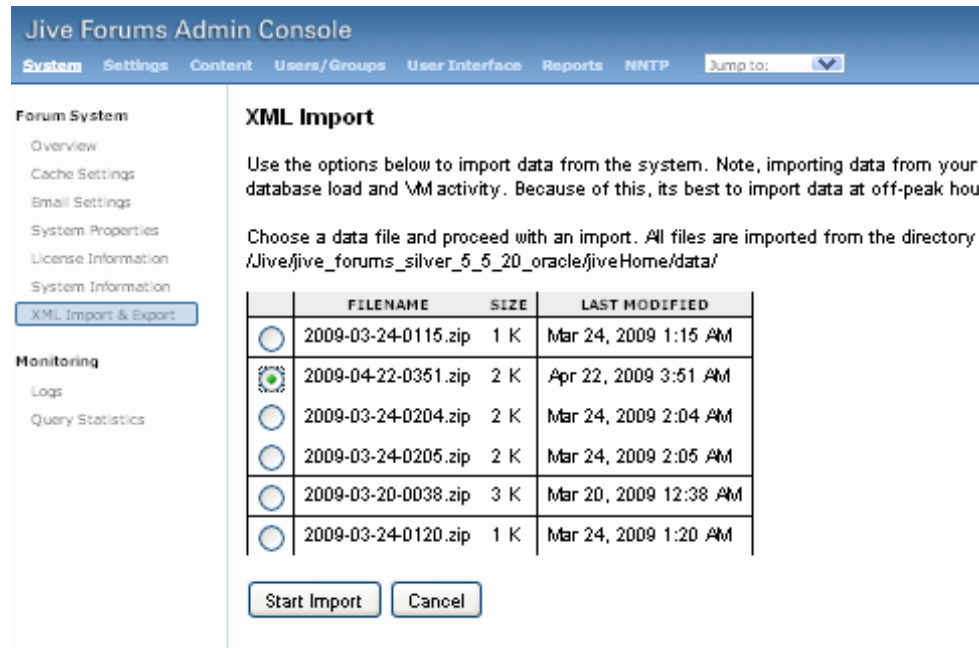 Jive Forums Admin Console
System Settings Content Users/Groups User Interface Reports NNTP Jump to:
Forum System
Overview
Cache Settings
Email Settings
System Properties
License Information
System Information
XML Import & Export
Monitoring
Logs
Query Statistics
XML Import
Use the options below to import data from the system. Note, importing data from your
database load and VM activity. Because of this, its best to import data at off-peak hou
Choose a data file and proceed with an import. All files are imported from the directory
/Jive/jive_forums_silver_5_5_20_oracle/jiveHome/data/
FILENAME SIZE LAST MODIFIED
2009-03-24-0115.zip 1 K Mar 24, 2009 1:15 AM
2009-04-22-0351.zip 2 K Apr 22, 2009 3:51 AM
2009-03-24-0204.zip 2 K Mar 24, 2009 2:04 AM
2009-03-24-0205.zip 2 K Mar 24, 2009 2:05 AM
2009-03-20-0038.zip 3 K Mar 20, 2009 12:38 AM
2009-03-24-0120.zip 1 K Mar 24, 2009 1:20 AM
Start Import Cancel